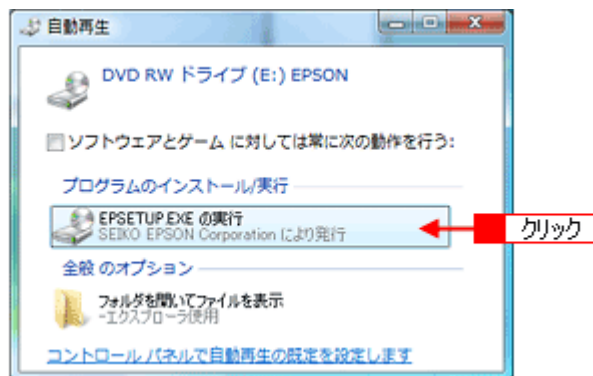 自動再生
DVD RW ドライブ (E:) EPSON
ソフトウェアとゲーム に対しては常に次の動作を行う:
プログラムのインストール/実行
EPSETUP.EXE の実行
SEIKO EPSON Corporation により発行
クリック
全般 のオプション
フォルダを開いてファイルを表示
-エクスプローラ使用
コントロール パネルで自動再生の既定を設定します